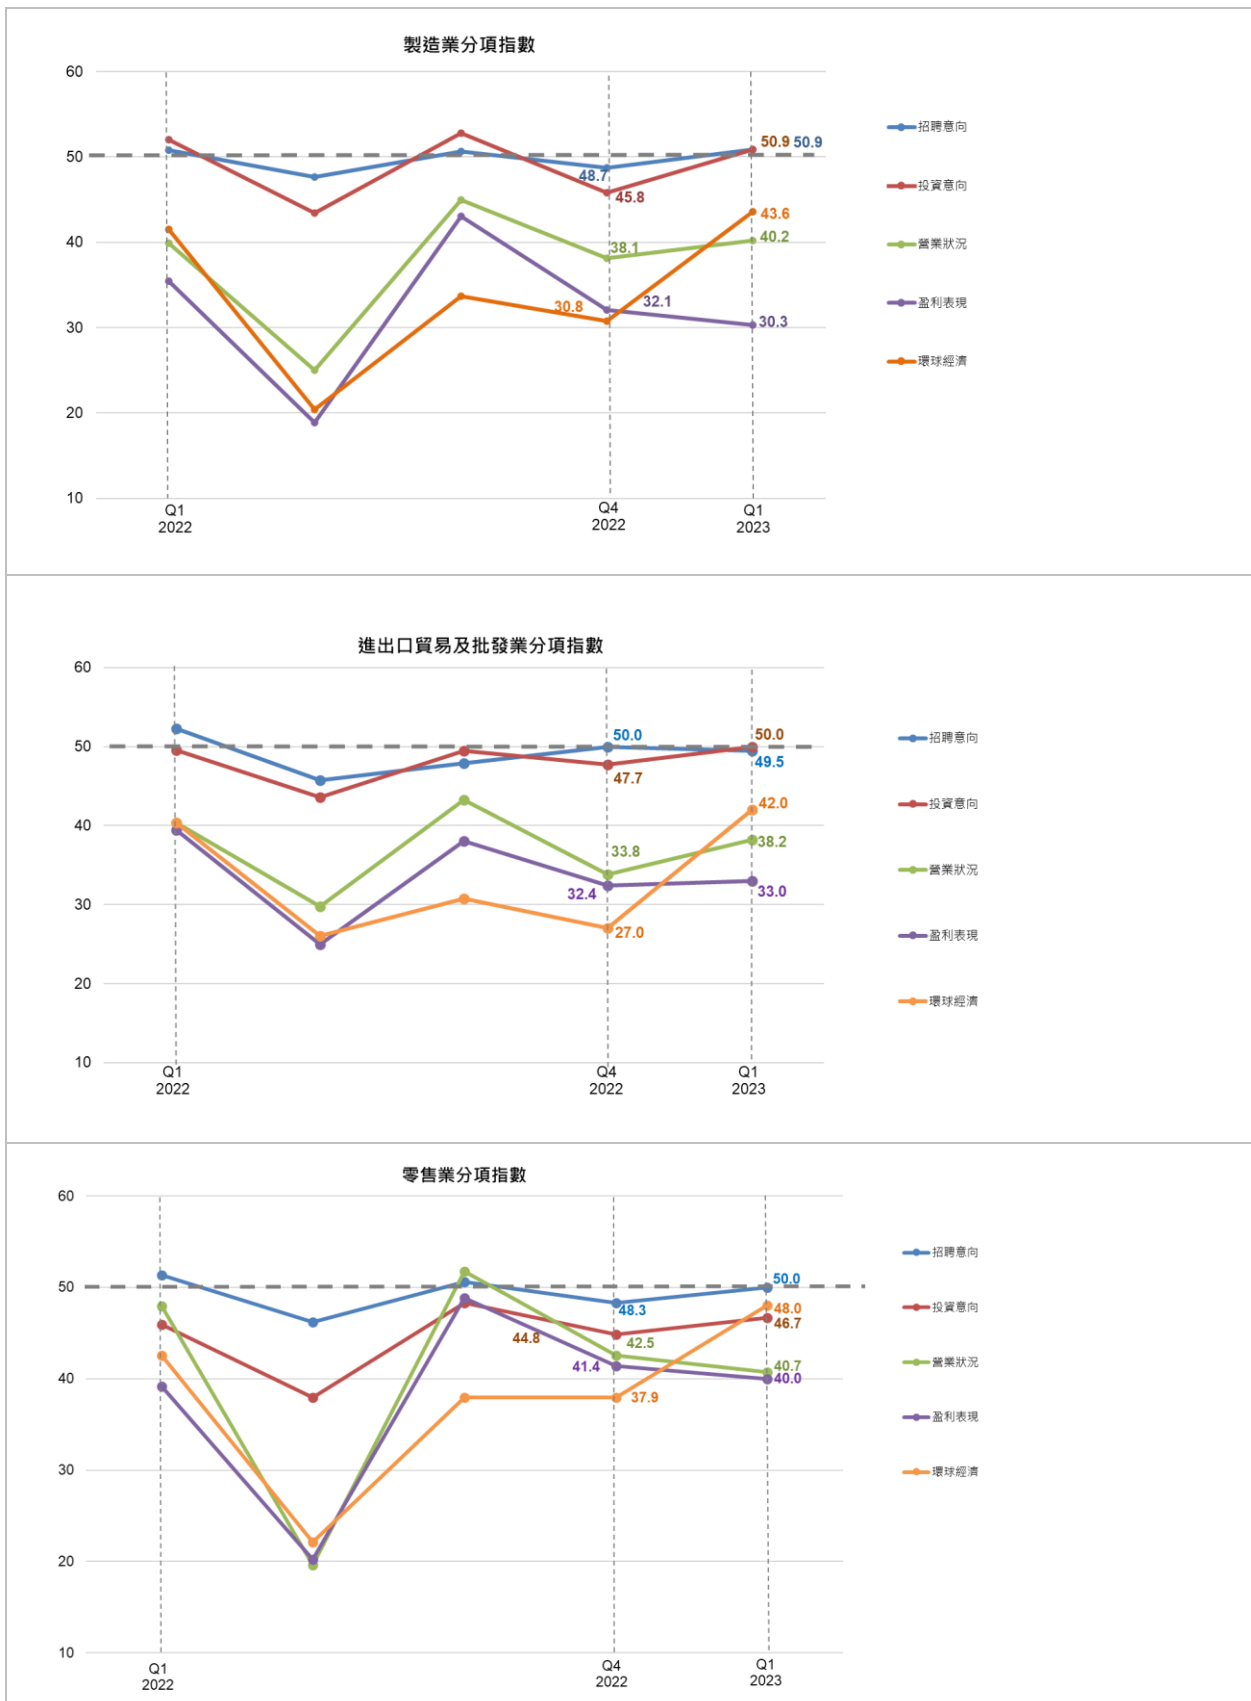 製造業分項指數
60
50
40
30
20
10
48.7
45.8
38.1
30.8
32.1
50.9 50.9
43.6
40.2
30.3
Q1
2022
Q4
2022
Q1
2023
招聘意向
投資意向
營業狀況
盈利表現
環球經濟
進出口貿易及批發業分項指數
60
50
40
30
20
10
50.0
47.7
33.8
32.4
27.0
50.0
49.5
42.0
38.2
33.0
Q1
2022
Q4
2022
Q1
2023
招聘意向
投資意向
營業狀況
盈利表現
環球經濟
零售業分項指數
60
50
40
30
20
10
48.3
44.8
42.5
41.4
37.9
50.0
48.0
46.7
40.7
40.0
Q1
2022
Q4
2022
Q1
2023
招聘意向
投資意向
營業狀況
盈利表現
環球經濟